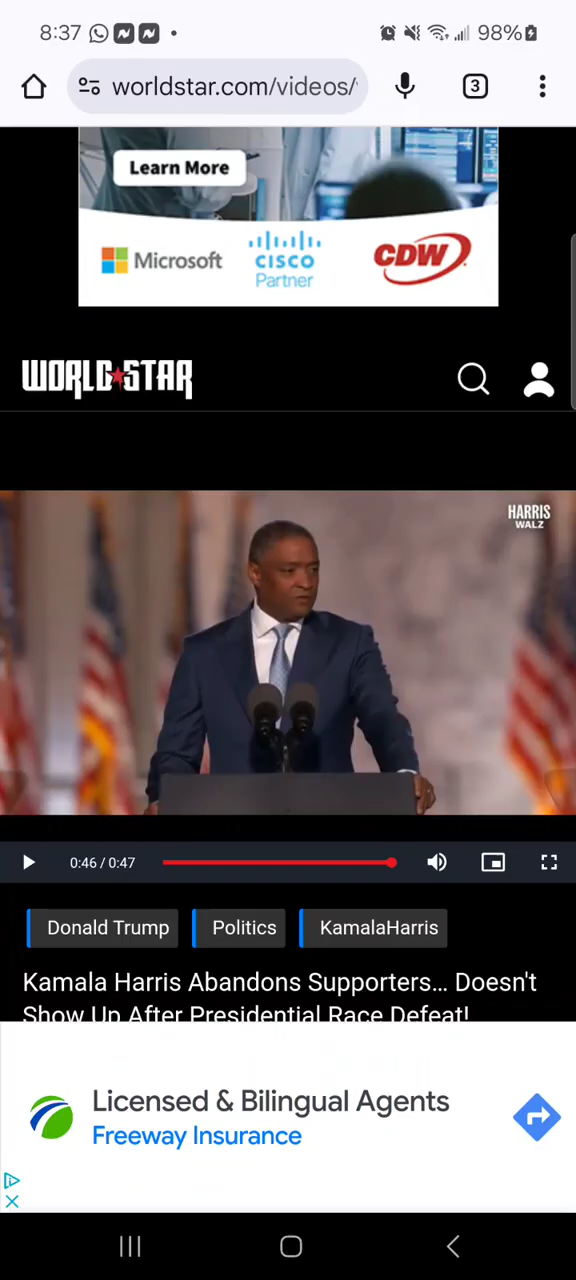 8:37
98%
worldstar.com/videos/
3
Learn More
Microsoft
CISCO
Partner
CDW
WORLDSTAR
HARRIS
WALZ
0:46 / 0:47
Donald Trump
Politics
KamalaHarris
Kamala Harris Abandons Supporters... Doesn't
Show Up After Presidential Race Defeat!
Licensed & Bilingual Agents
Freeway Insurance